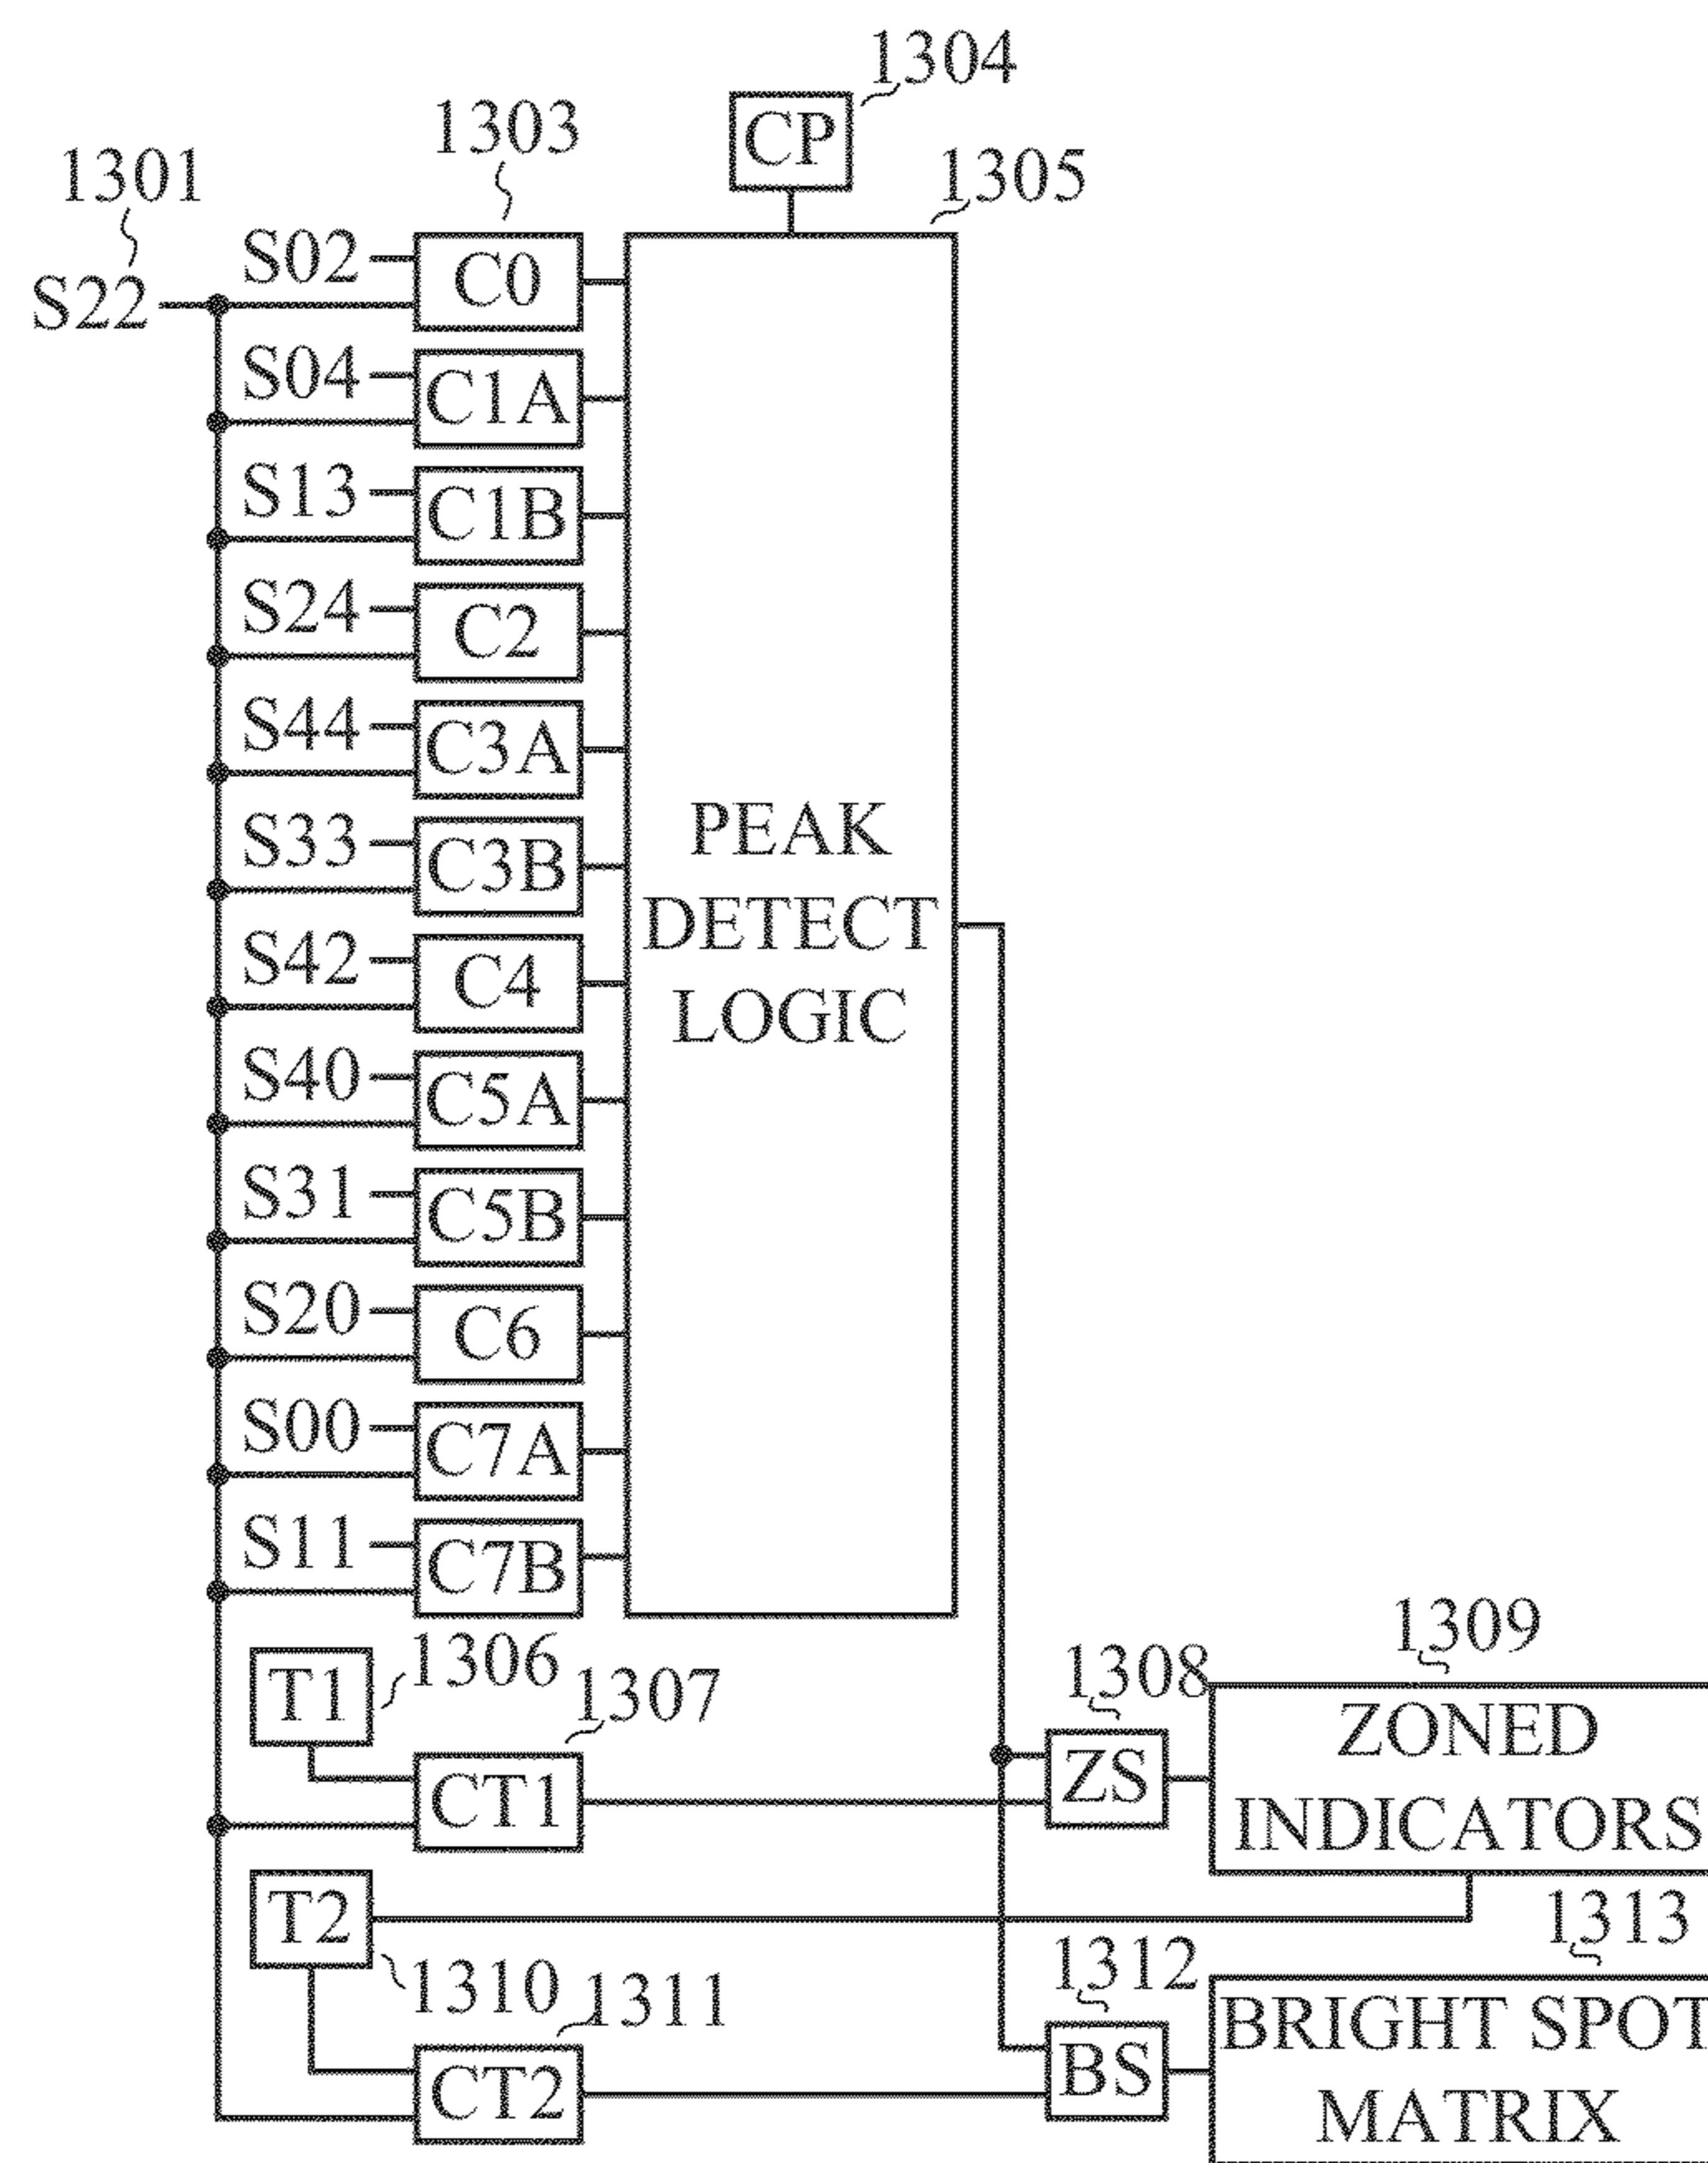 1304
CP
1303
1305
1301
S02
C0
S22
S04
C1A
S13
C1B
S24
C2
S44
C3A
S33
C3B
PEAK
DETECT
LOGIC
S42
C4
S40
C5A
S31
C5B
S20
C6
S00
C7A
S11
C7B
1309
1306
1308
T1
1307
ZONED
INDICATORS
ZS
CT1
T2
1313
1312
1310
1311
BRIGHT SPOT
MATRIX
BS
CT2